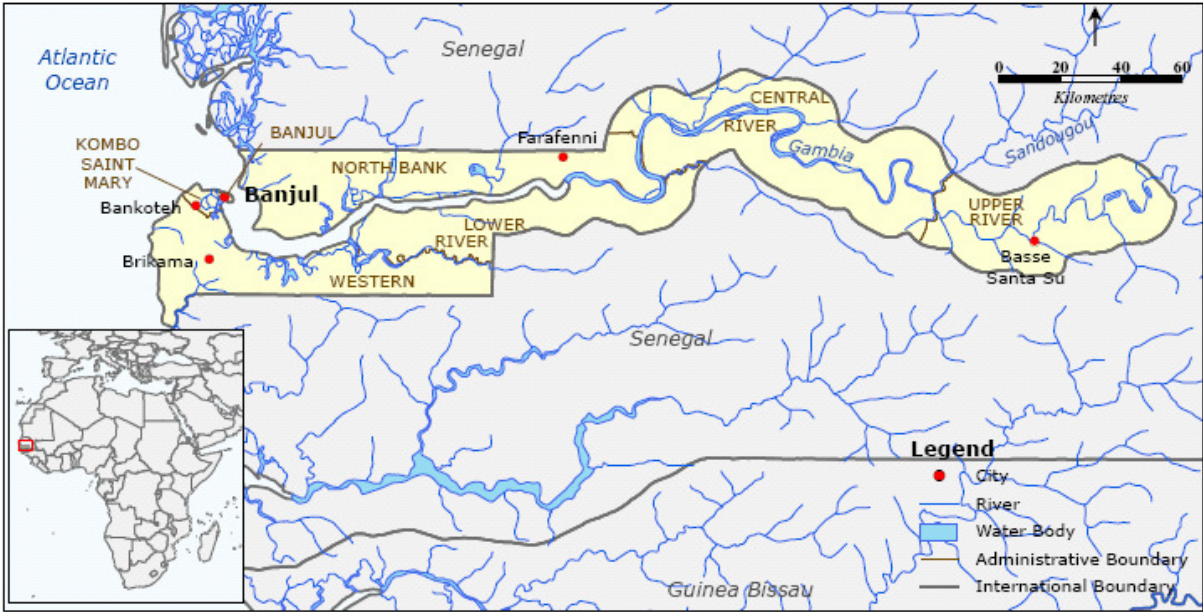 Atlantic
Ocean
Senegal
0 20 40 60
Kilometres
CENTRAL
RIVER
BANJUL
Farafenni
KOMBO
SAINT
MARY
NORTH BANK
Gambia
Sandougou
Banjul
Bankoteh
UPPER
RIVER
LOWER
RIVER
Brikama
Basse
Santa Su
WESTERN
Senegal
Legend
City
River
Water Body
Administrative Boundary
International Boundary
Guinea Bissau